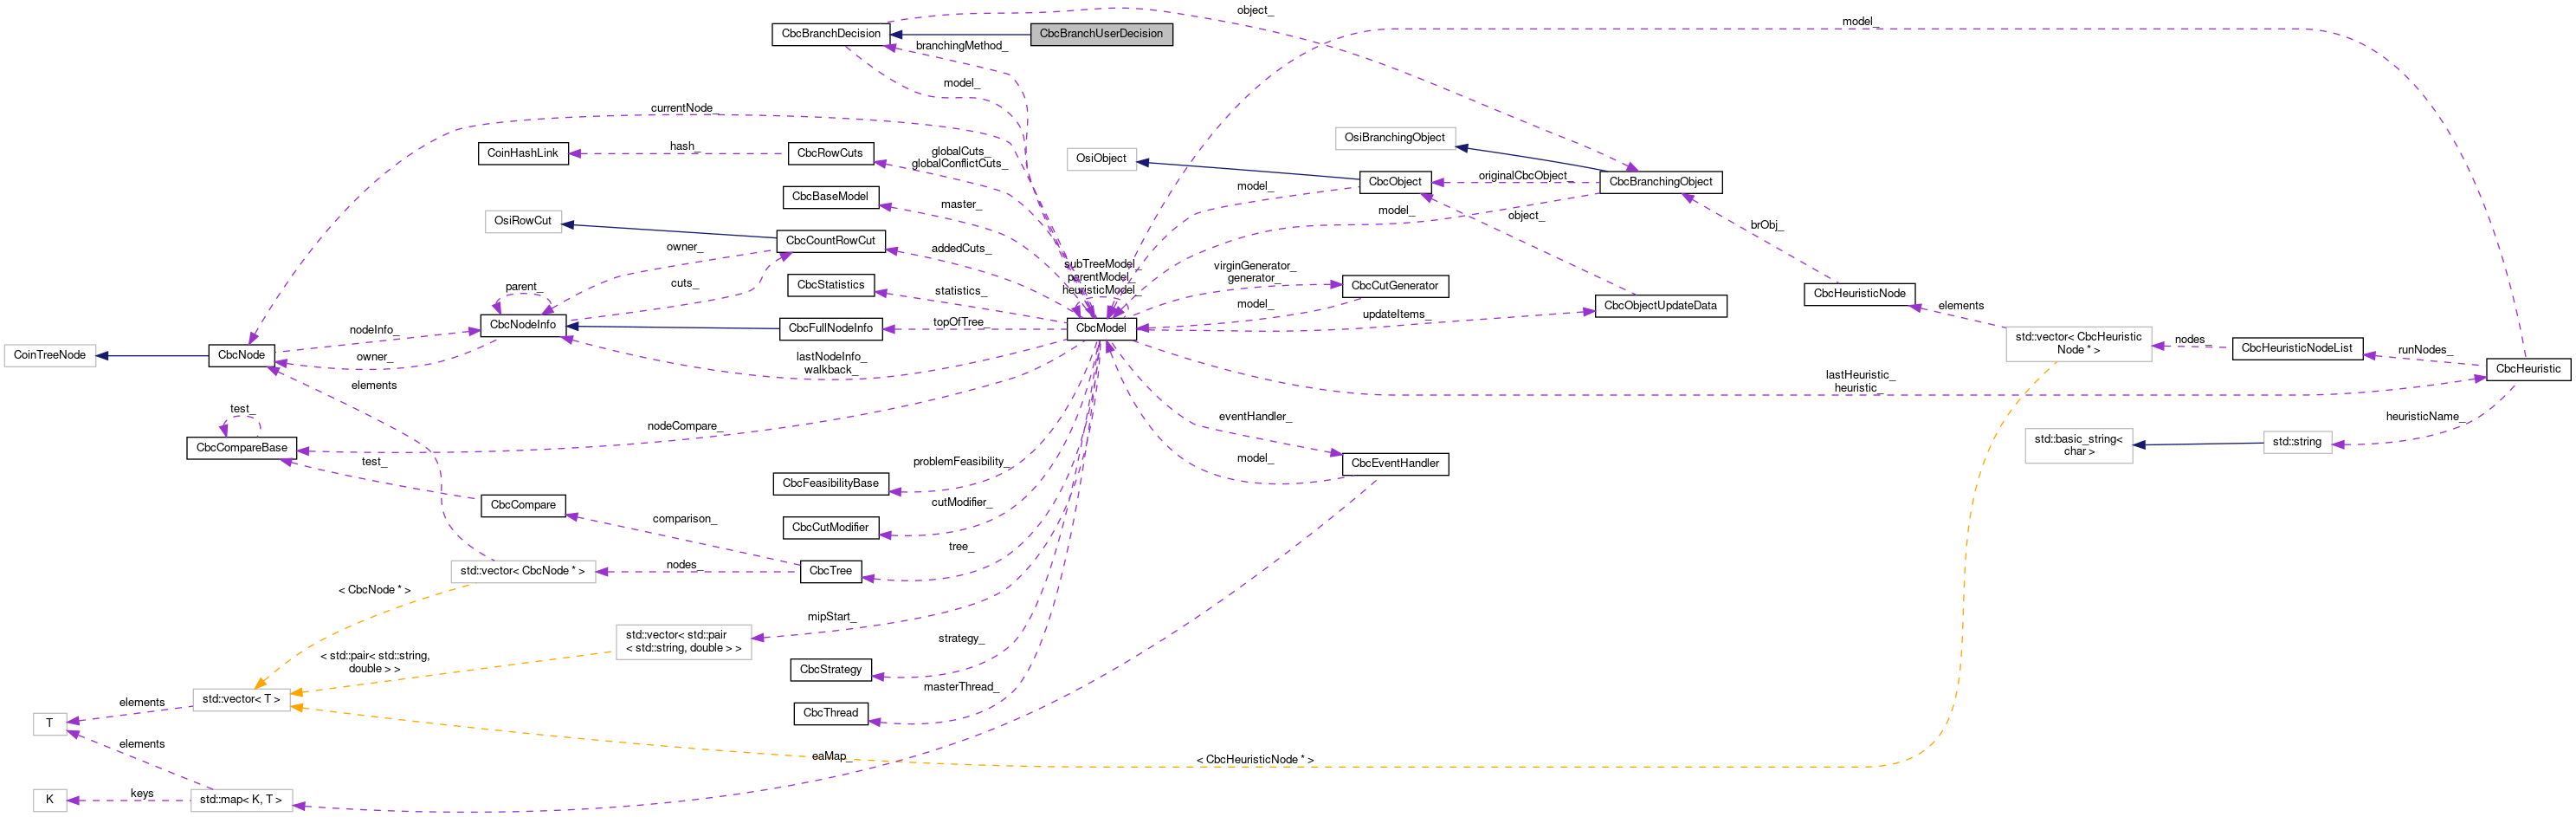 object_
model_
CbcBranchDecision
CbcBranchUserDecision
branchingMethod_
model_
currentNode_
OsiBranchingObject
hash_
CoinHashLink
CbcRowCuts
globalCuts_
globalConflictCuts_
OsiObject
originalCbcObject_
CbcObject
CbcBranchingObject
model_
CbcBaseModel
master_
model_
object_
OsiRowCut
CbcCountRowCut
owner_
addedCuts_
brObj_
subTreeModel_
parentModel_
heuristicModel_
virginGenerator_
generator_
parent_
cuts_
CbcStatistics
statistics_
CbcCutGenerator
CbcHeuristicNode
model_
CbcObjectUpdateData
elements
CbcNodeInfo
nodeInfo_
CbcFullNodeInfo
topOfTree_
CbcModel
updateItems_
std::vector< CbcHeuristic
Node * >
nodes_
CbcHeuristicNodeList
runNodes_
CoinTreeNode
CbcNode
owner_
lastNodeInfo_
walkback_
CbcHeuristic
lastHeuristic_
heuristic_
elements
test_
nodeCompare_
eventHandler_
heuristicName_
CbcCompareBase
std::basic_string<
char >
std::string
test_
problemFeasibility_
model_
CbcEventHandler
CbcFeasibilityBase
CbcCompare
cutModifier_
comparison_
CbcCutModifier
tree_
std::vector< CbcNode * >
nodes_
CbcTree
< CbcNode * >
mipStart_
std::vector< std::pair
< std::string, double > >
strategy_
< std::pair< std::string,
double > >
CbcStrategy
masterThread_
std::vector< T >
elements
CbcThread
T
elements
eaMap_
< CbcHeuristicNode * >
keys
K
std::map< K, T >